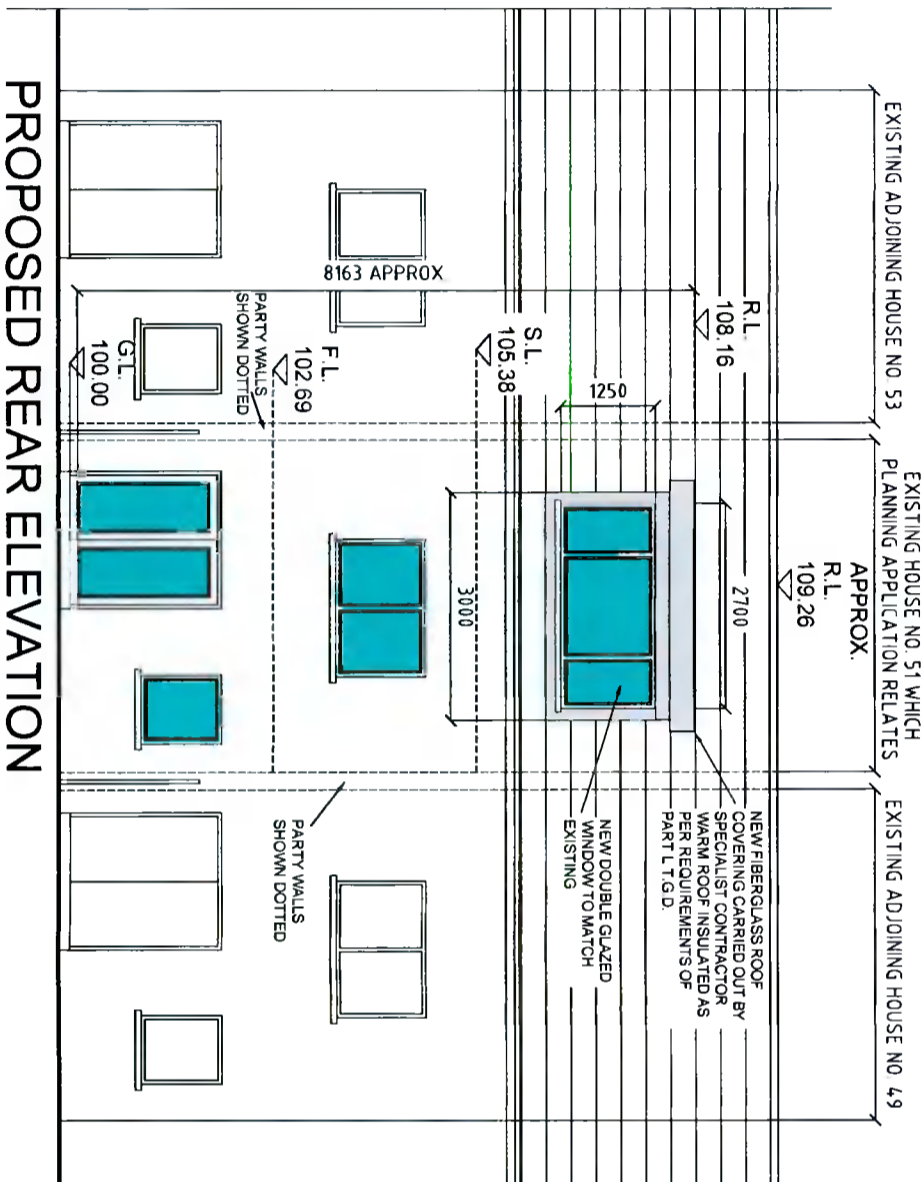 EXISTING ADJOINING HOUSE NO. 53
EXISTING HOUSE NO. 51 WHICH
PLANNING APPLICATION RELATES
EXISTING ADJOINING HOUSE NO. 49
APPROX.
R.L.
109.26
R.L.
108.16
2700
NEW FIBERGLASS ROOF
COVERING CARRIED OUT BY
SPECIALIST CONTRACTOR
WARM ROOF INSULATED AS
PER REQUIREMENTS OF
PART L T.G.D.
1250
NEW DOUBLE GLAZED
WINDOW TO MATCH
EXISTING
S.L.
105.38
3000
8163 APPROX
F.L.
102.69
PARTY WALLS
SHOWN DOTTED
PARTY WALLS
SHOWN DOTTED
G.L.
100.00
PROPOSED REAR ELEVATION